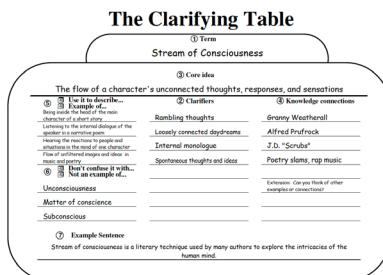 The Clarifying Table
① Term
Stream of Consciousness
③ Core idea
The flow of a character's unconnected thoughts, responses, and sensations
⑤ Use it to describe...
Example of...
Being inside the head of the main
character of a short story
Listening to the internal dialogue of the
speaker in a narrative poem
Hearing the reactions to people and
situations in the mind of one character
Flow of unfiltered images and ideas in
music and poetry
⑥ Don't confuse it with...
Not an example of...
Unconsciousness
Matter of conscience
Subconscious
② Clarifiers
Rambling thoughts
Loosely connected daydreams
Internal monologue
Spontaneous thoughts and ideas
④ Knowledge connections
Granny Weatherall
Alfred Prufrock
J.D. "Scrubs"
Poetry slams, rap music
Extension: Can you think of other
examples or connections?
⑦ Example Sentence
Stream of consciousness is a literary technique used by many authors to explore the intricacies of the
human mind.